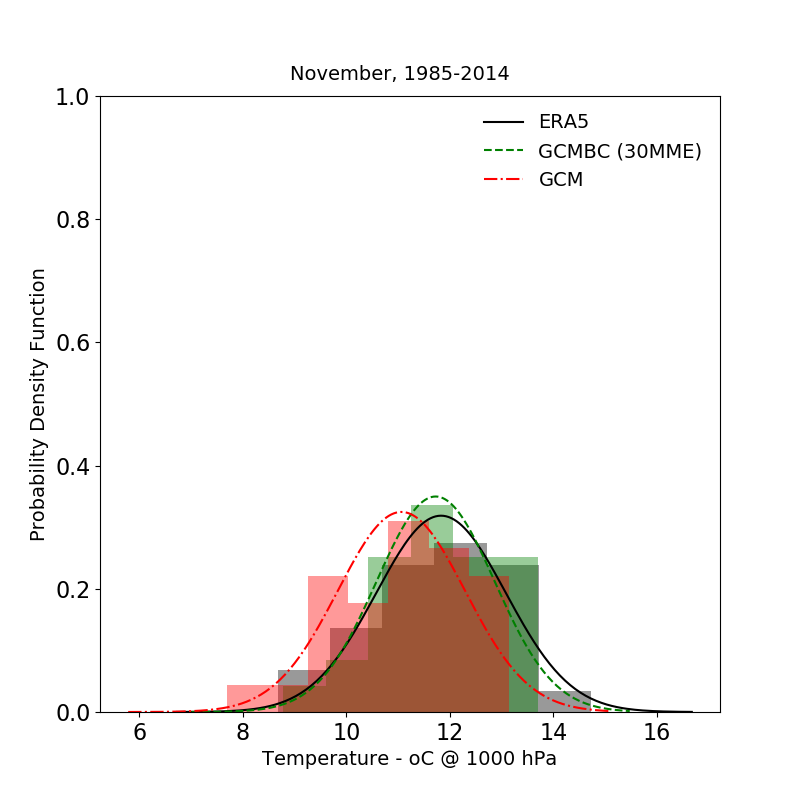 November, 1985-2014
1.0
0.8
0.6
0.4
0.2
0.0
Probability Density Function
ERA5
GCMBC (30MME)
GCM
6 8 10 12 14 16
Temperature - oC @ 1000 hPa